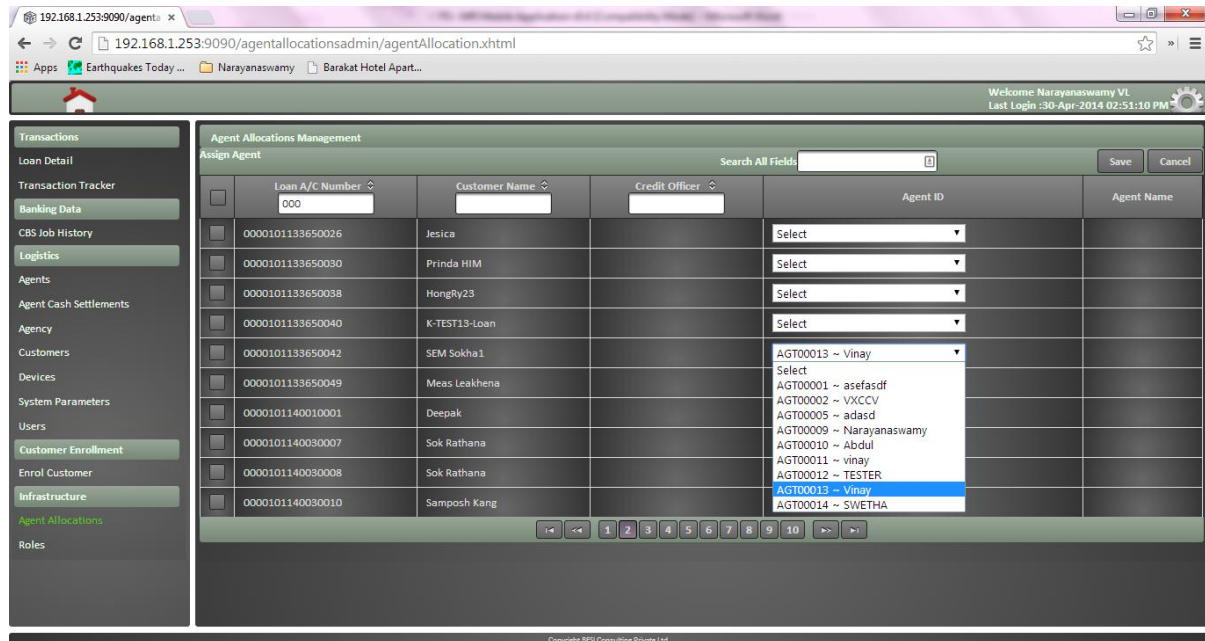 192.168.1.253:9090/agenta
192.168.1.253:9090/agentallocationsadmin/agentAllocation.xhtml
Apps Earthquakes Today ... Narayanaswamy Barakat Hotel Apart...
Welcome Narayanaswamy VL
Last Login :30-Apr-2014 02:51:10 PM
Transactions
Loan Detail
Transaction Tracker
Banking Data
CBS Job History
Logistics
Agents
Agent Cash Settlements
Agency
Customers
Devices
System Parameters
Users
Customer Enrollment
Enrol Customer
Infrastructure
Agent Allocations
Roles
Agent Allocations Management
Assign Agent Search All Fields Save Cancel
Loan A/C Number Customer Name Credit Officer Agent ID Agent Name
000
0000101133650026 Jesica Select
0000101133650030 Prinda HIM Select
0000101133650038 HongRy23 Select
0000101133650040 K-TEST13-Loan Select
0000101133650042 SEM Sokha1 AGT00013 ~ Vinay
0000101133650049 Meas Leakhena
0000101140010001 Deepak
0000101140030007 Sok Rathana
0000101140030008 Sok Rathana
0000101140030010 Samposh Kang
Select
AGT00001 ~ asefasdf
AGT00002 ~ VXCCV
AGT00005 ~ adasd
AGT00009 ~ Narayanaswamy
AGT00010 ~ Abdul
AGT00011 ~ vinay
AGT00012 ~ TESTER
AGT00013 ~ Vinay
AGT00014 ~ SWETHA
1 2 3 4 5 6 7 8 9 10
Copyright BFSI Consulting Private Ltd